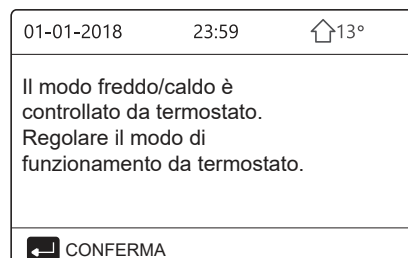 01-01-2018 23:59 13°
Il modo freddo/caldo è
controllato da termostato.
Regolare il modo di
funzionamento da termostato.
CONFERMA